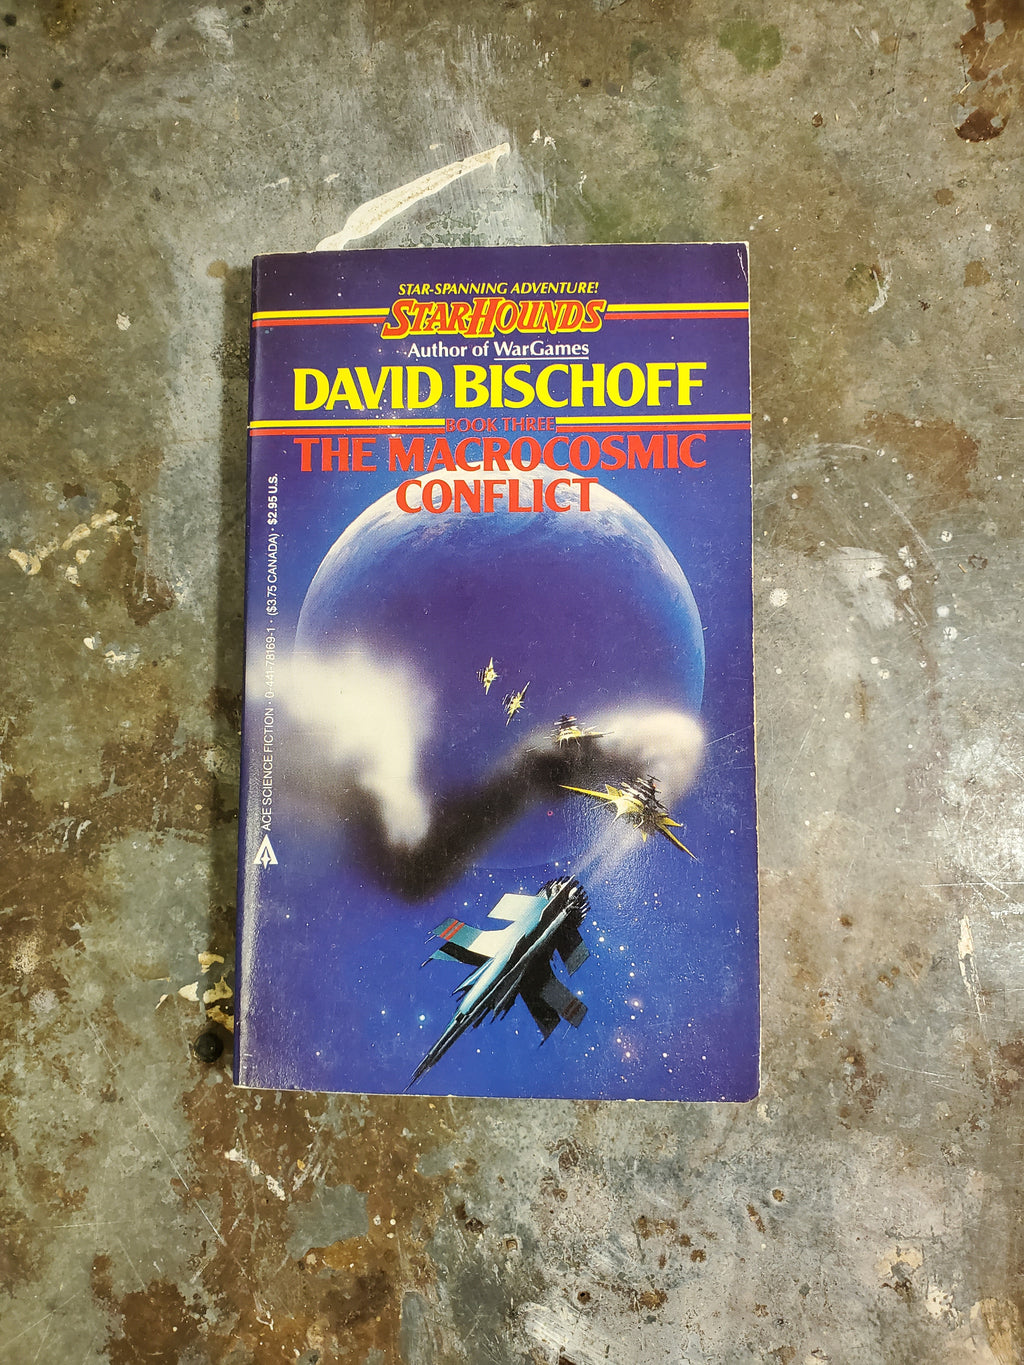 STAR-SPANNING ADVENTURE!
STARHOUNDS
Author of WarGames
DAVID BISCHOFF
BOOK THREE
THE MACROCOSMIC
CONFLICT
ACE SCIENCE FICTION · 0-441-78169-1 · ($3.75 CANADA) · $2.95 U.S.